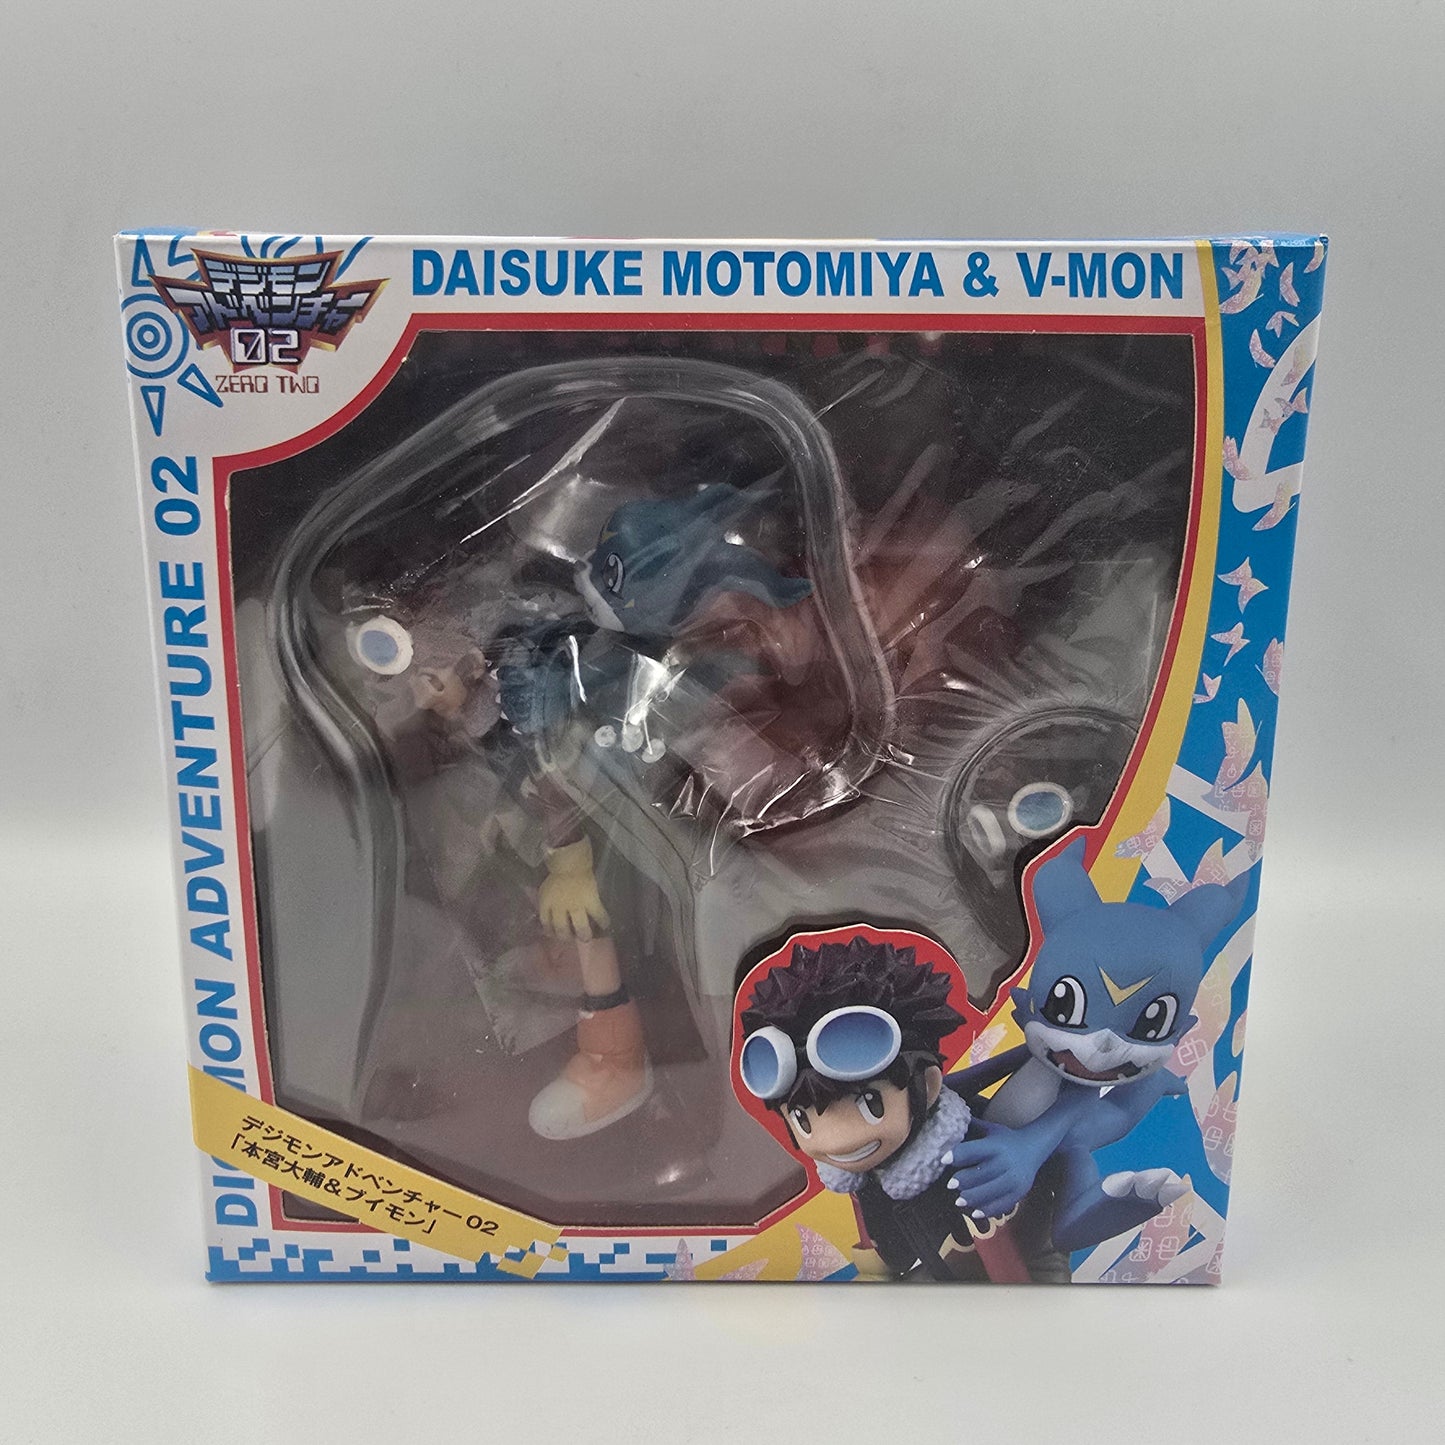 デジモン
アドベンチャー
02
ZERO TWO
DAISUKE MOTOMIYA & V-MON
DIGIMON ADVENTURE 02
デジモンアドベンチャー02
「本宮大輔&ブイモン」